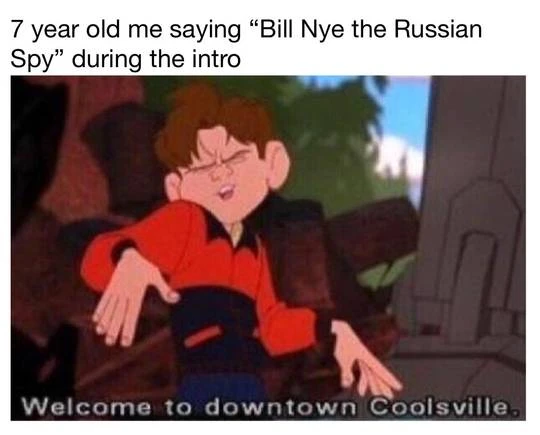 7 year old me saying “Bill Nye the Russian
Spy” during the intro
Welcome to downtown Coolsville.